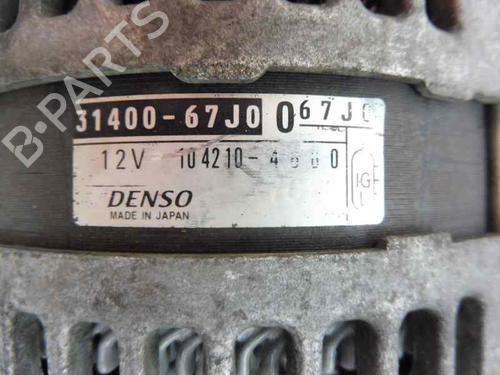 B-PARTS
31400-67J0 0 67J0
12V 104210-4
DENSO
MADE IN JAPAN
IG
L